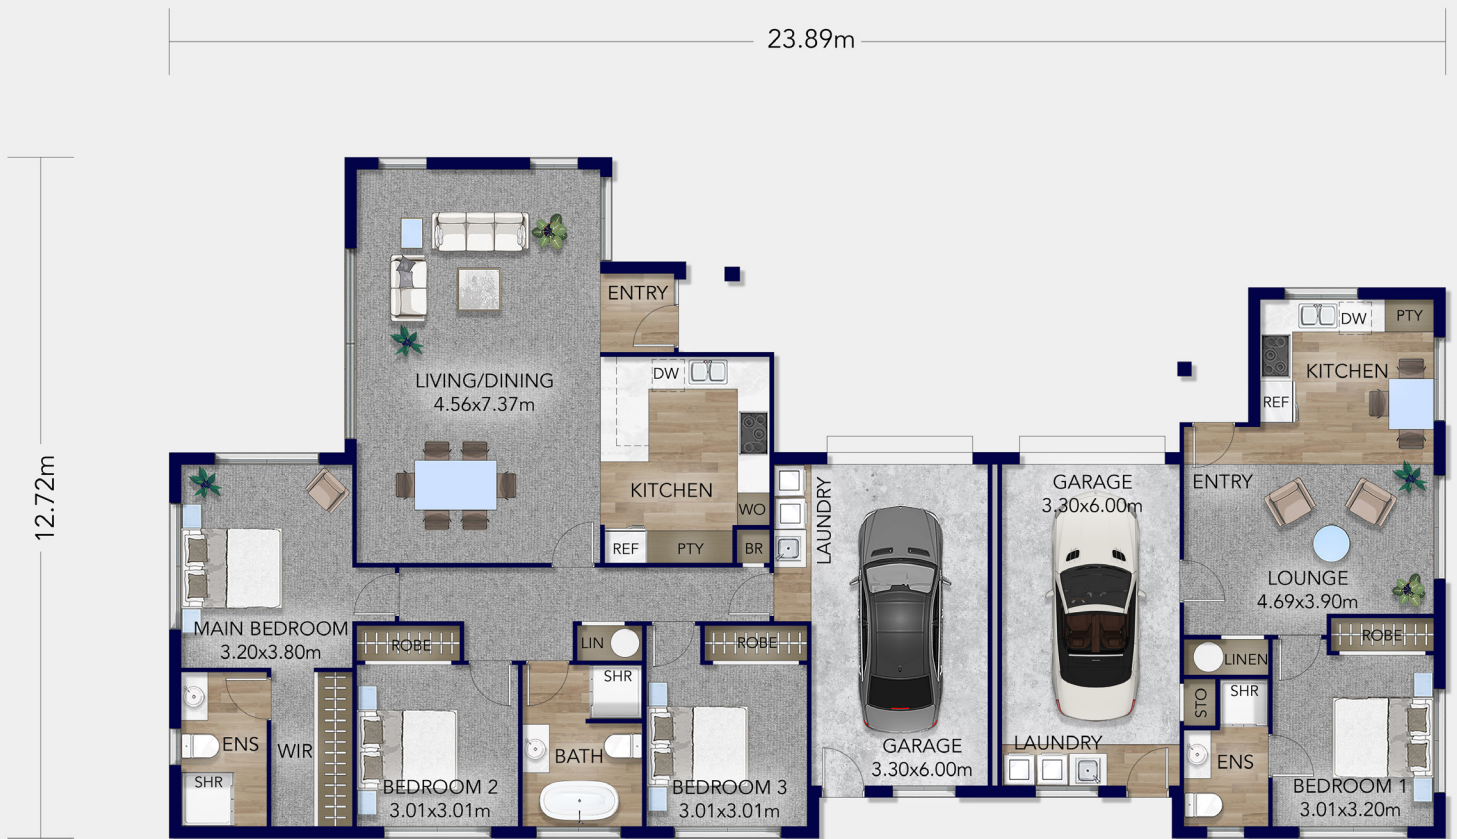 23.89m
12.72m
ENTRY
LIVING/DINING
4.56x7.37m
DW
KITCHEN
WO
REF
PTY
BR
LAUNDRY
GARAGE
3.30x6.00m
GARAGE
3.30x6.00m
LAUNDRY
DW
PTY
KITCHEN
REF
ENTRY
LOUNGE
4.69x3.90m
ROBE
LINEN
STO
SHR
ENS
BEDROOM 1
3.01x3.20m
MAIN BEDROOM
3.20x3.80m
ENS
SHR
WIR
ROBE
BEDROOM 2
3.01x3.01m
LIN
SHR
BATH
ROBE
BEDROOM 3
3.01x3.01m